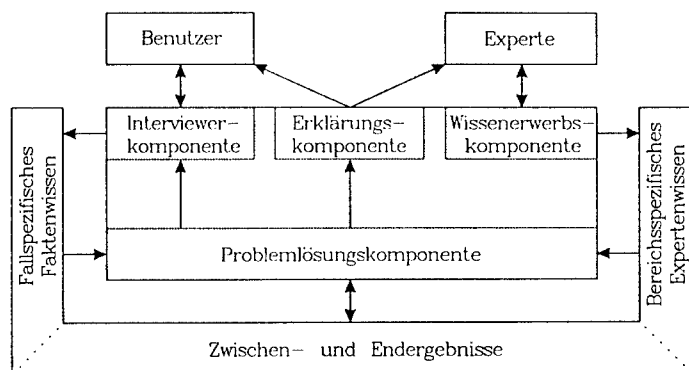 Benutzer
Experte
Interviewer-
komponente
Erklärungs-
komponente
Wissenerwerbs-
komponente
Fallspezifisches
Faktenwissen
Bereichsspezifisches
Expertenwissen
Problemlösungskomponente
Zwischen- und Endergebnisse